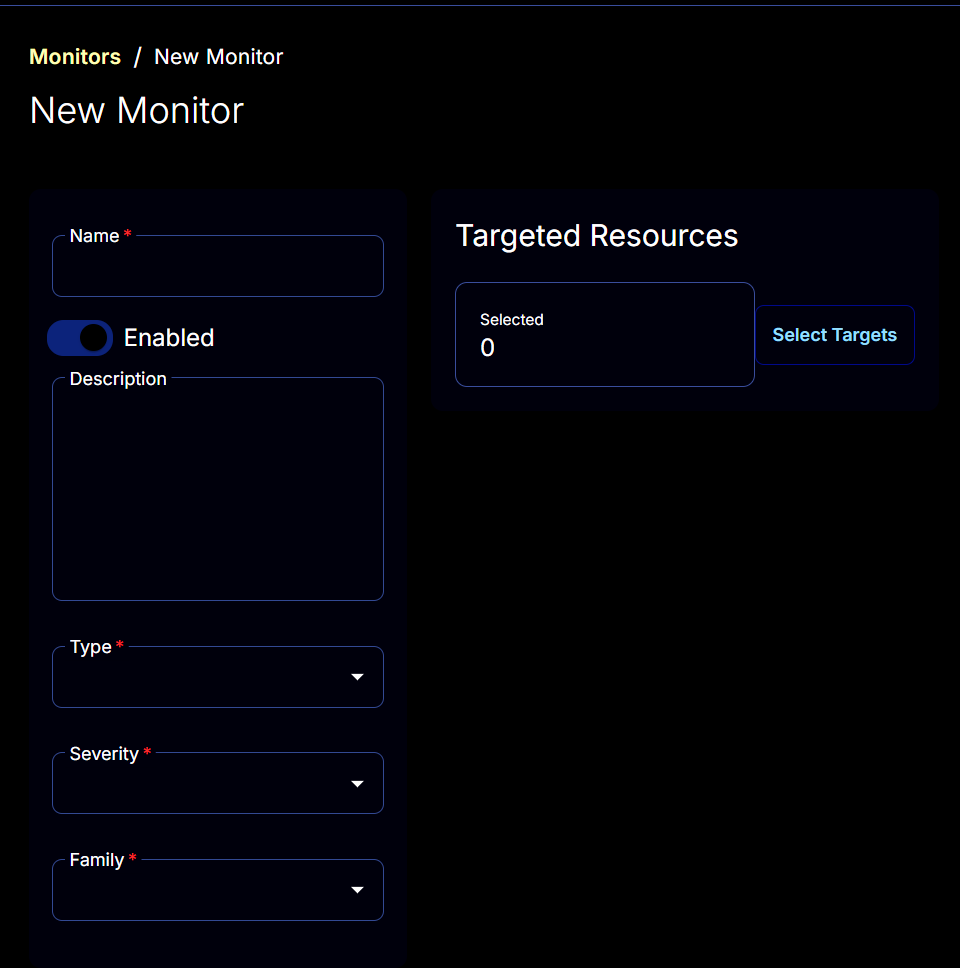 Monitors / New Monitor
New Monitor
Name *
Enabled
Description
Type *
Severity *
Family *
Targeted Resources
Selected
0
Select Targets